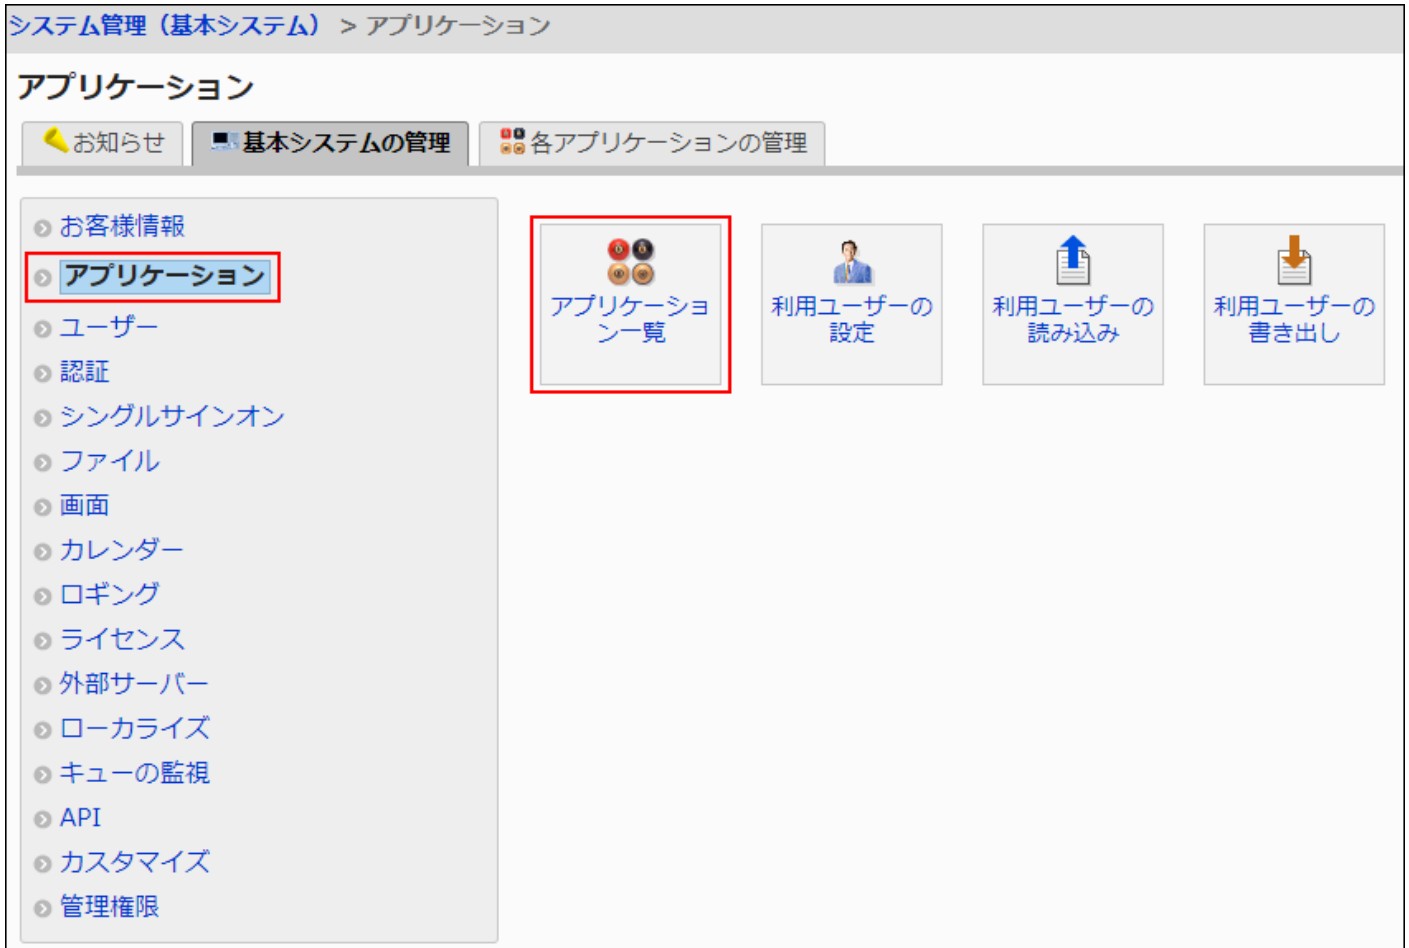 システム管理（基本システム） > アプリケーション
アプリケーション
お知らせ
基本システムの管理
各アプリケーションの管理
お客様情報
アプリケーション
ユーザー
認証
シングルサインオン
ファイル
画面
カレンダー
ロギング
ライセンス
外部サーバー
ローカライズ
キューの監視
API
カスタマイズ
管理権限
アプリケーショ
ン一覧
利用ユーザーの
設定
利用ユーザーの
読み込み
利用ユーザーの
書き出し